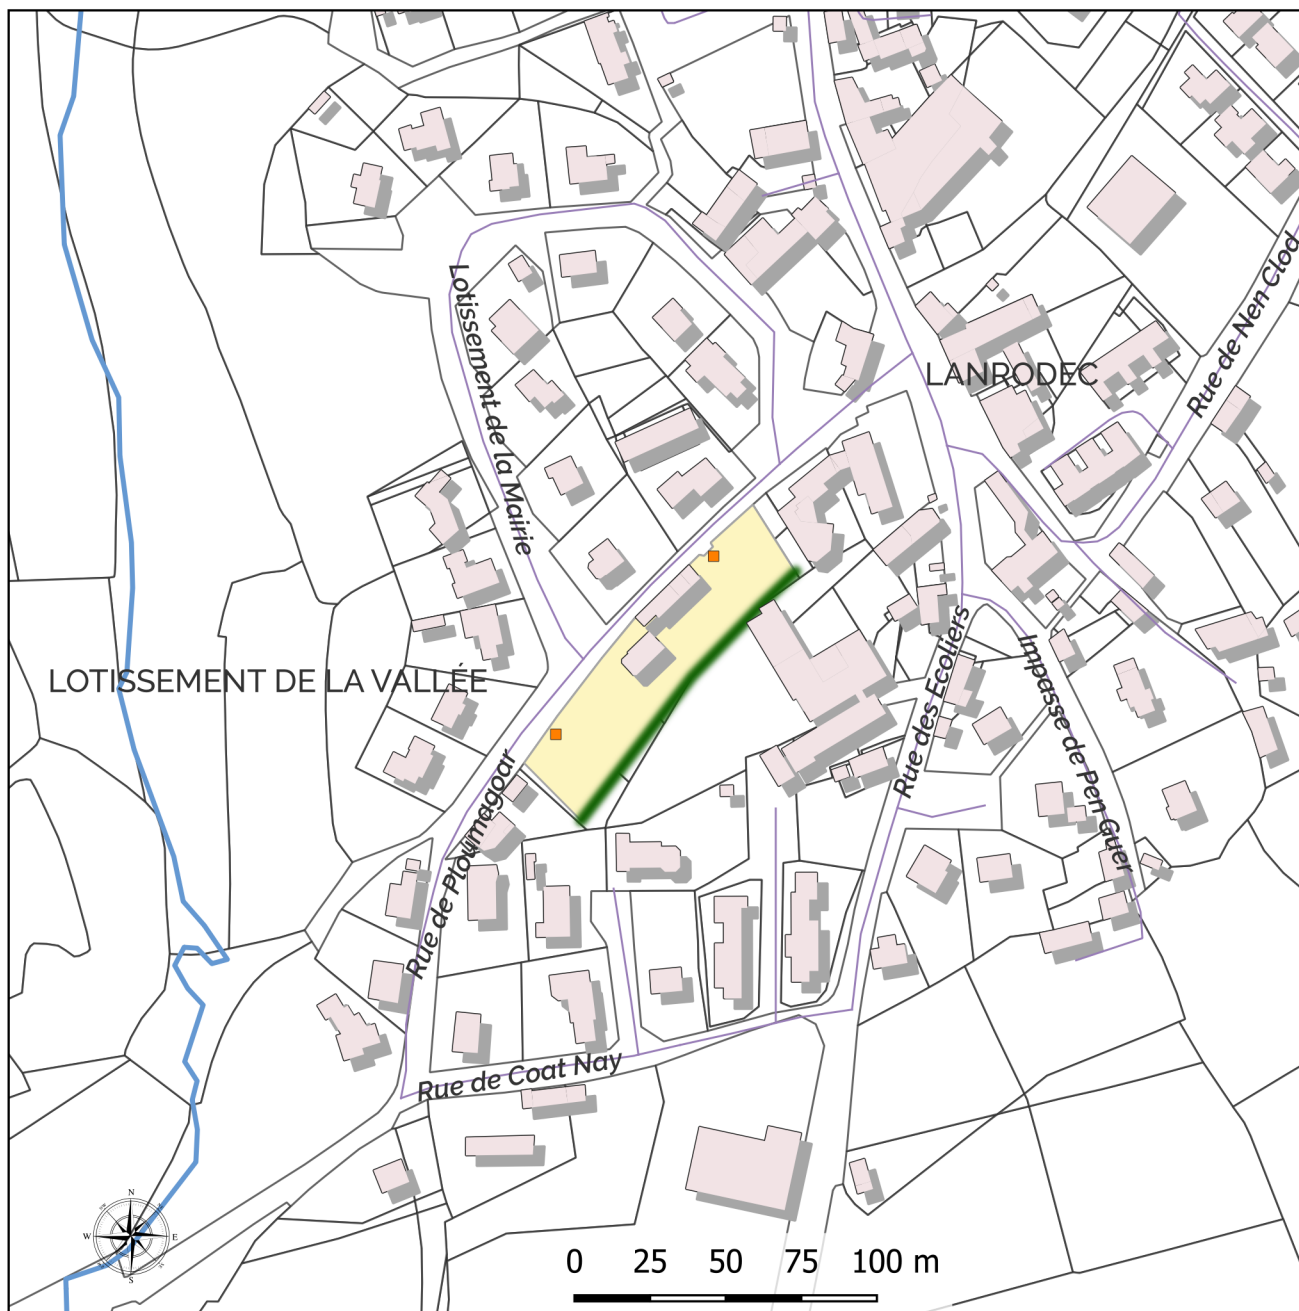 Lotissement de la Mairie
LANRODEC
Rue de Nen Clod
LOTISSEMENT DE LA VALLÉE
Rue des Ecoliers
Impasse de Pen Guer
Rue de Ploumagoar
Rue de Coat Nay
N
W
E
S
0 25 50 75 100 m